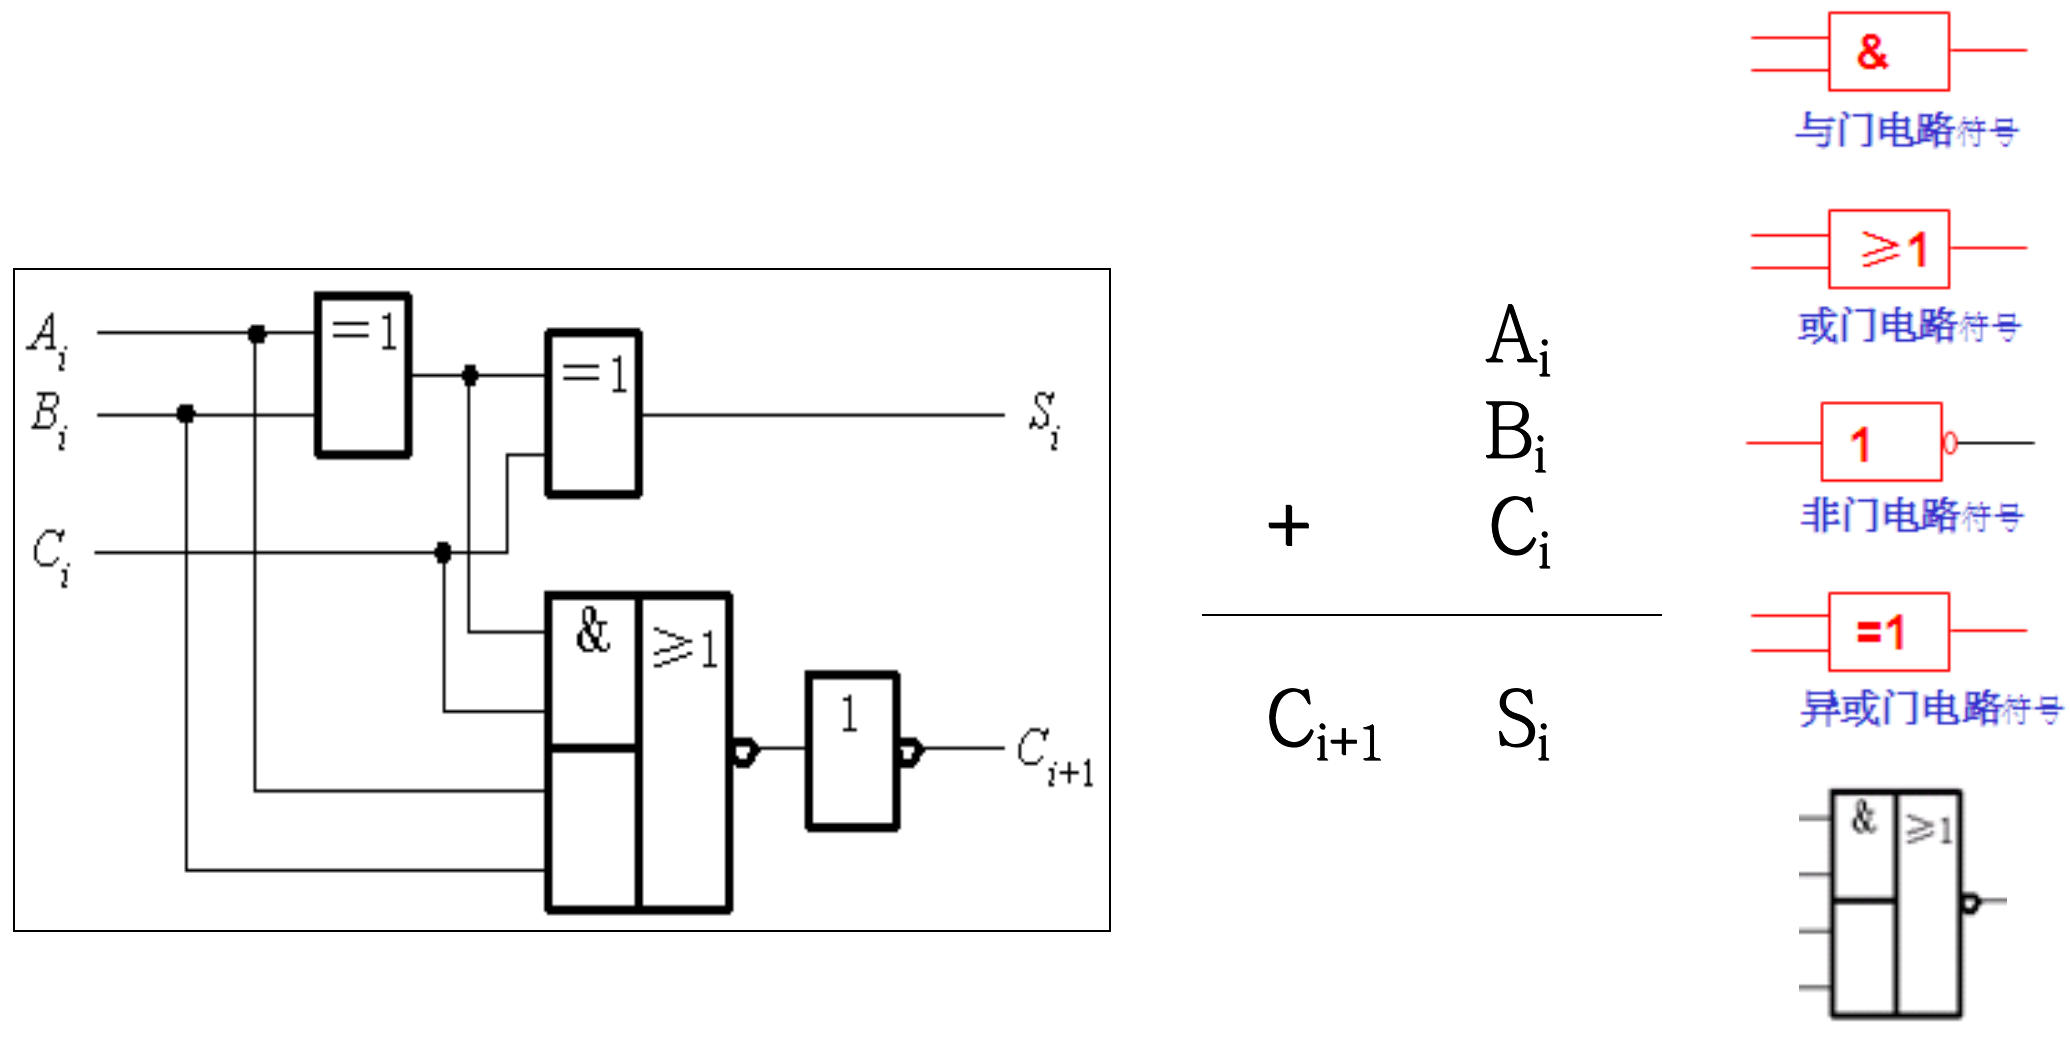 A_i
=1
=1
B_i
S_i
C_i
&
≥1
1
C_{i+1}
A_i
B_i
+ C_i
C_{i+1} S_i
&
与门电路符号
≥1
或门电路符号
1
非门电路符号
=1
异或门电路符号
&
≥1